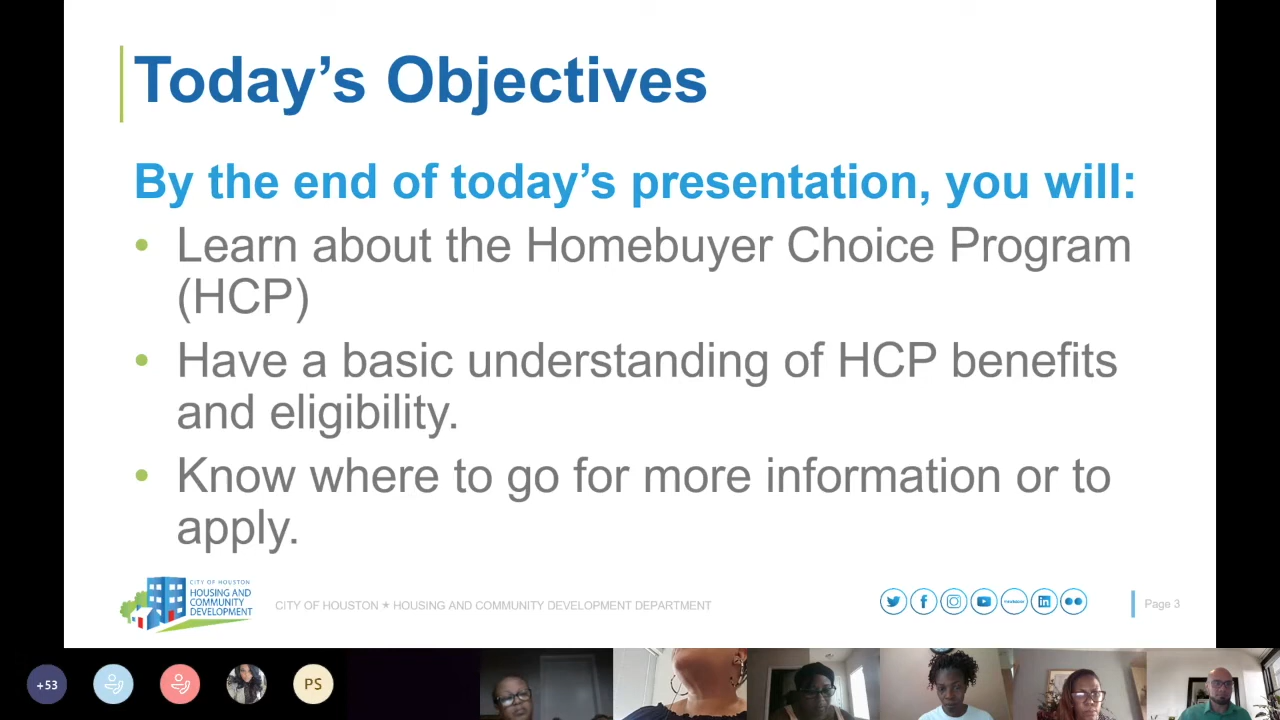 Today’s Objectives
By the end of today’s presentation, you will:
• Learn about the Homebuyer Choice Program
(HCP)
• Have a basic understanding of HCP benefits
and eligibility.
• Know where to go for more information or to
apply.
CITY OF HOUSTON
HOUSING AND
COMMUNITY
DEVELOPMENT
CITY OF HOUSTON ★ HOUSING AND COMMUNITY DEVELOPMENT DEPARTMENT
Page 3
+53
PS